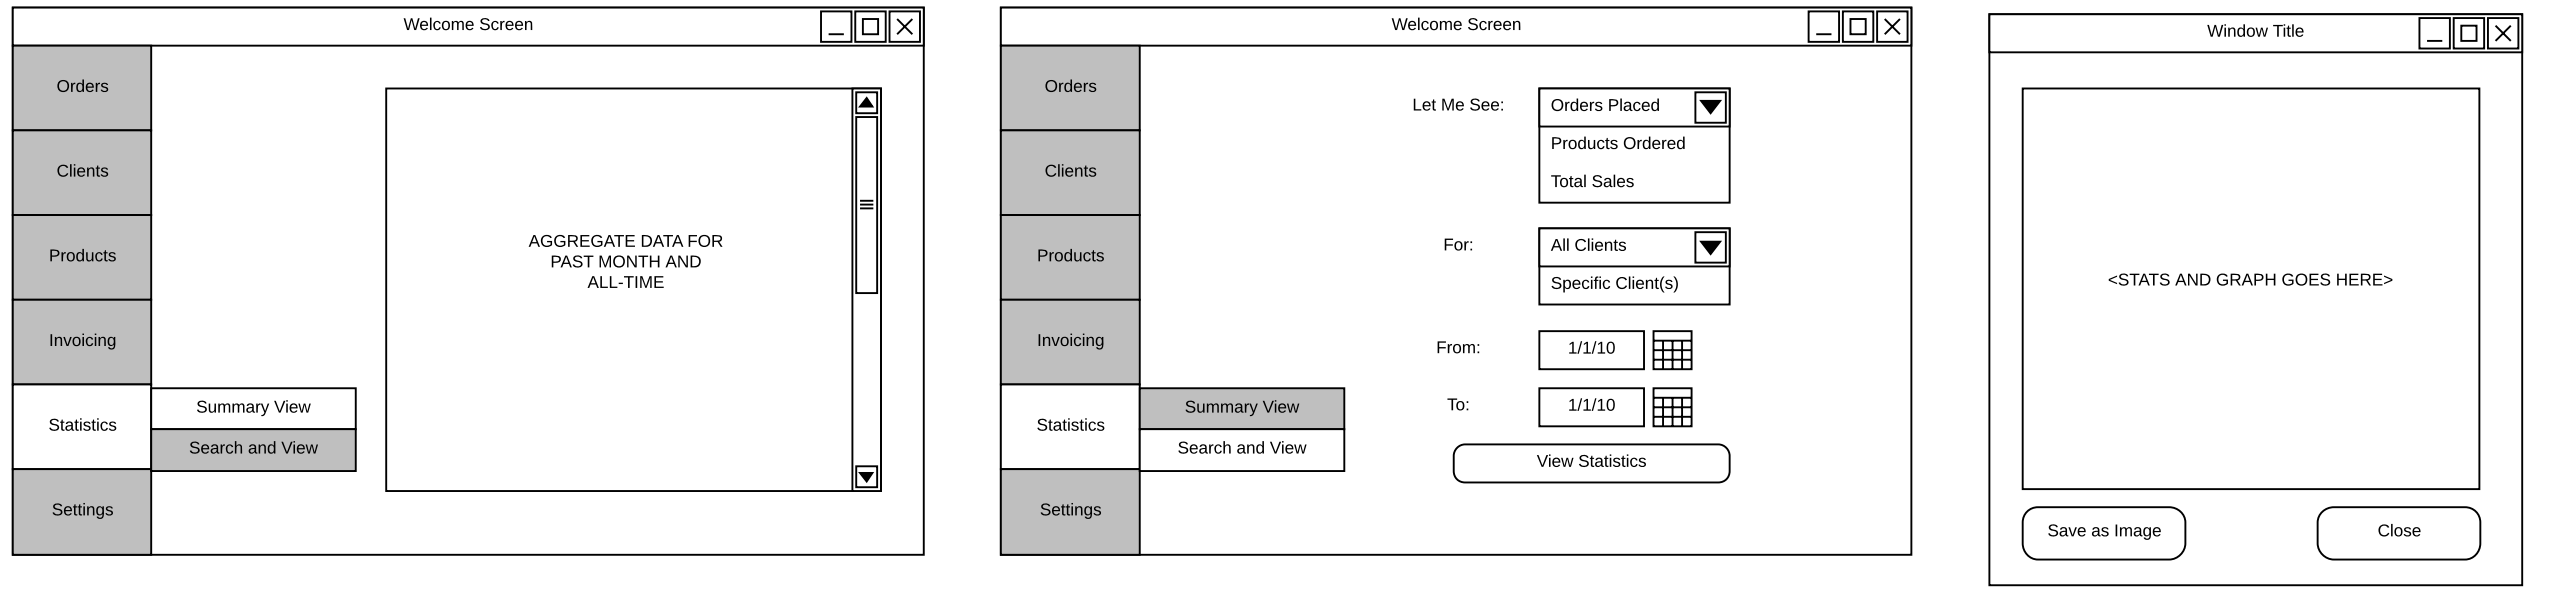 Welcome Screen
Orders
Clients
Products
Invoicing
Statistics
Settings
Summary View
Search and View
AGGREGATE DATA FOR
PAST MONTH AND
ALL-TIME
Welcome Screen
Orders
Clients
Products
Invoicing
Statistics
Settings
Summary View
Search and View
Let Me See:
Orders Placed
Products Ordered
Total Sales
For:
All Clients
Specific Client(s)
From:
1/1/10
To:
1/1/10
View Statistics
Window Title
<STATS AND GRAPH GOES HERE>
Save as Image
Close